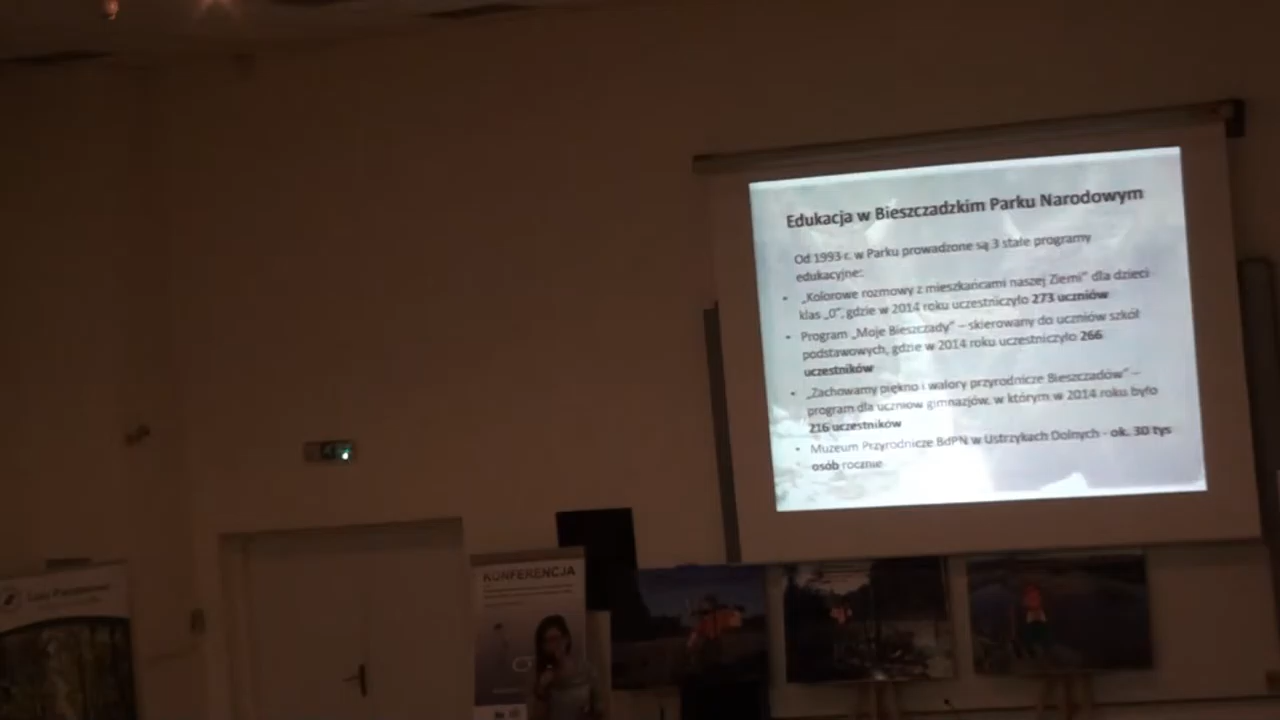 Edukacja w Bieszczadzkim Parku Narodowym
Od 1993 r. w Parku prowadzone są 3 stałe programy
edukacyjne:
• „Kolorowe rozmowy z mieszkańcami naszej Ziemi” dla dzieci
klas „0”, gdzie w 2014 roku uczestniczyło 273 uczniów
• Program „Moje Bieszczady” – skierowany do uczniów szkół
podstawowych, gdzie w 2014 roku uczestniczyło 266
uczestników
• „Zachowamy piękno i walory przyrodnicze Bieszczadów” –
program dla uczniów gimnazjów, w którym w 2014 roku było
216 uczestników
• Muzeum Przyrodnicze BdPN w Ustrzykach Dolnych - ok. 30 tys
osób rocznie
KONFERENCJA
Lasy Państwowe